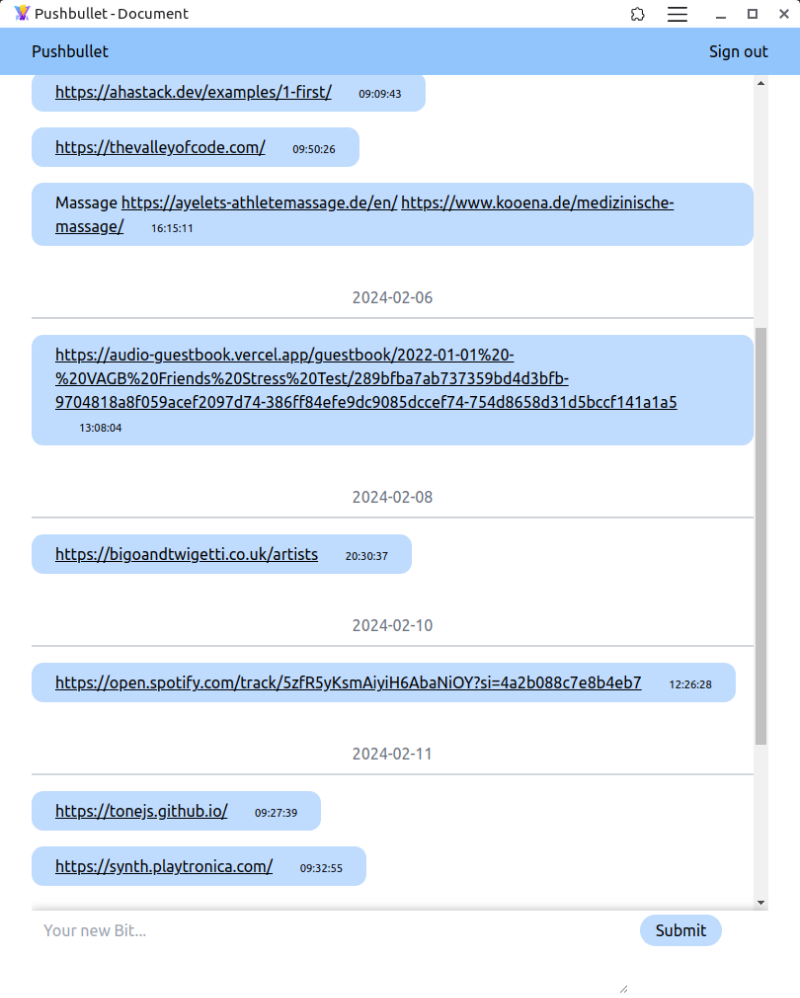 Pushbullet - Document
Pushbullet
Sign out
https://ahastack.dev/examples/1-first/ 09:09:43
https://thevalleyofcode.com/ 09:50:26
Massage https://ayelets-athletemassage.de/en/ https://www.kooena.de/medizinische-
massage/ 16:15:11
2024-02-06
https://audio-guestbook.vercel.app/guestbook/2022-01-01%20-
%20VAGB%20Friends%20Stress%20Test/289bfba7ab737359bd4d3bfb-
9704818a8f059acef2097d74-386ff84efe9dc9085dccef74-754d8658d31d5bccf141a1a5
13:08:04
2024-02-08
https://bigoandtwigetti.co.uk/artists 20:30:37
2024-02-10
https://open.spotify.com/track/5zfR5yKsmAiyiH6AbaNiOY?si=4a2b088c7e8b4eb7 12:26:28
2024-02-11
https://tonejs.github.io/ 09:27:39
https://synth.playtronica.com/ 09:32:55
Your new Bit...
Submit